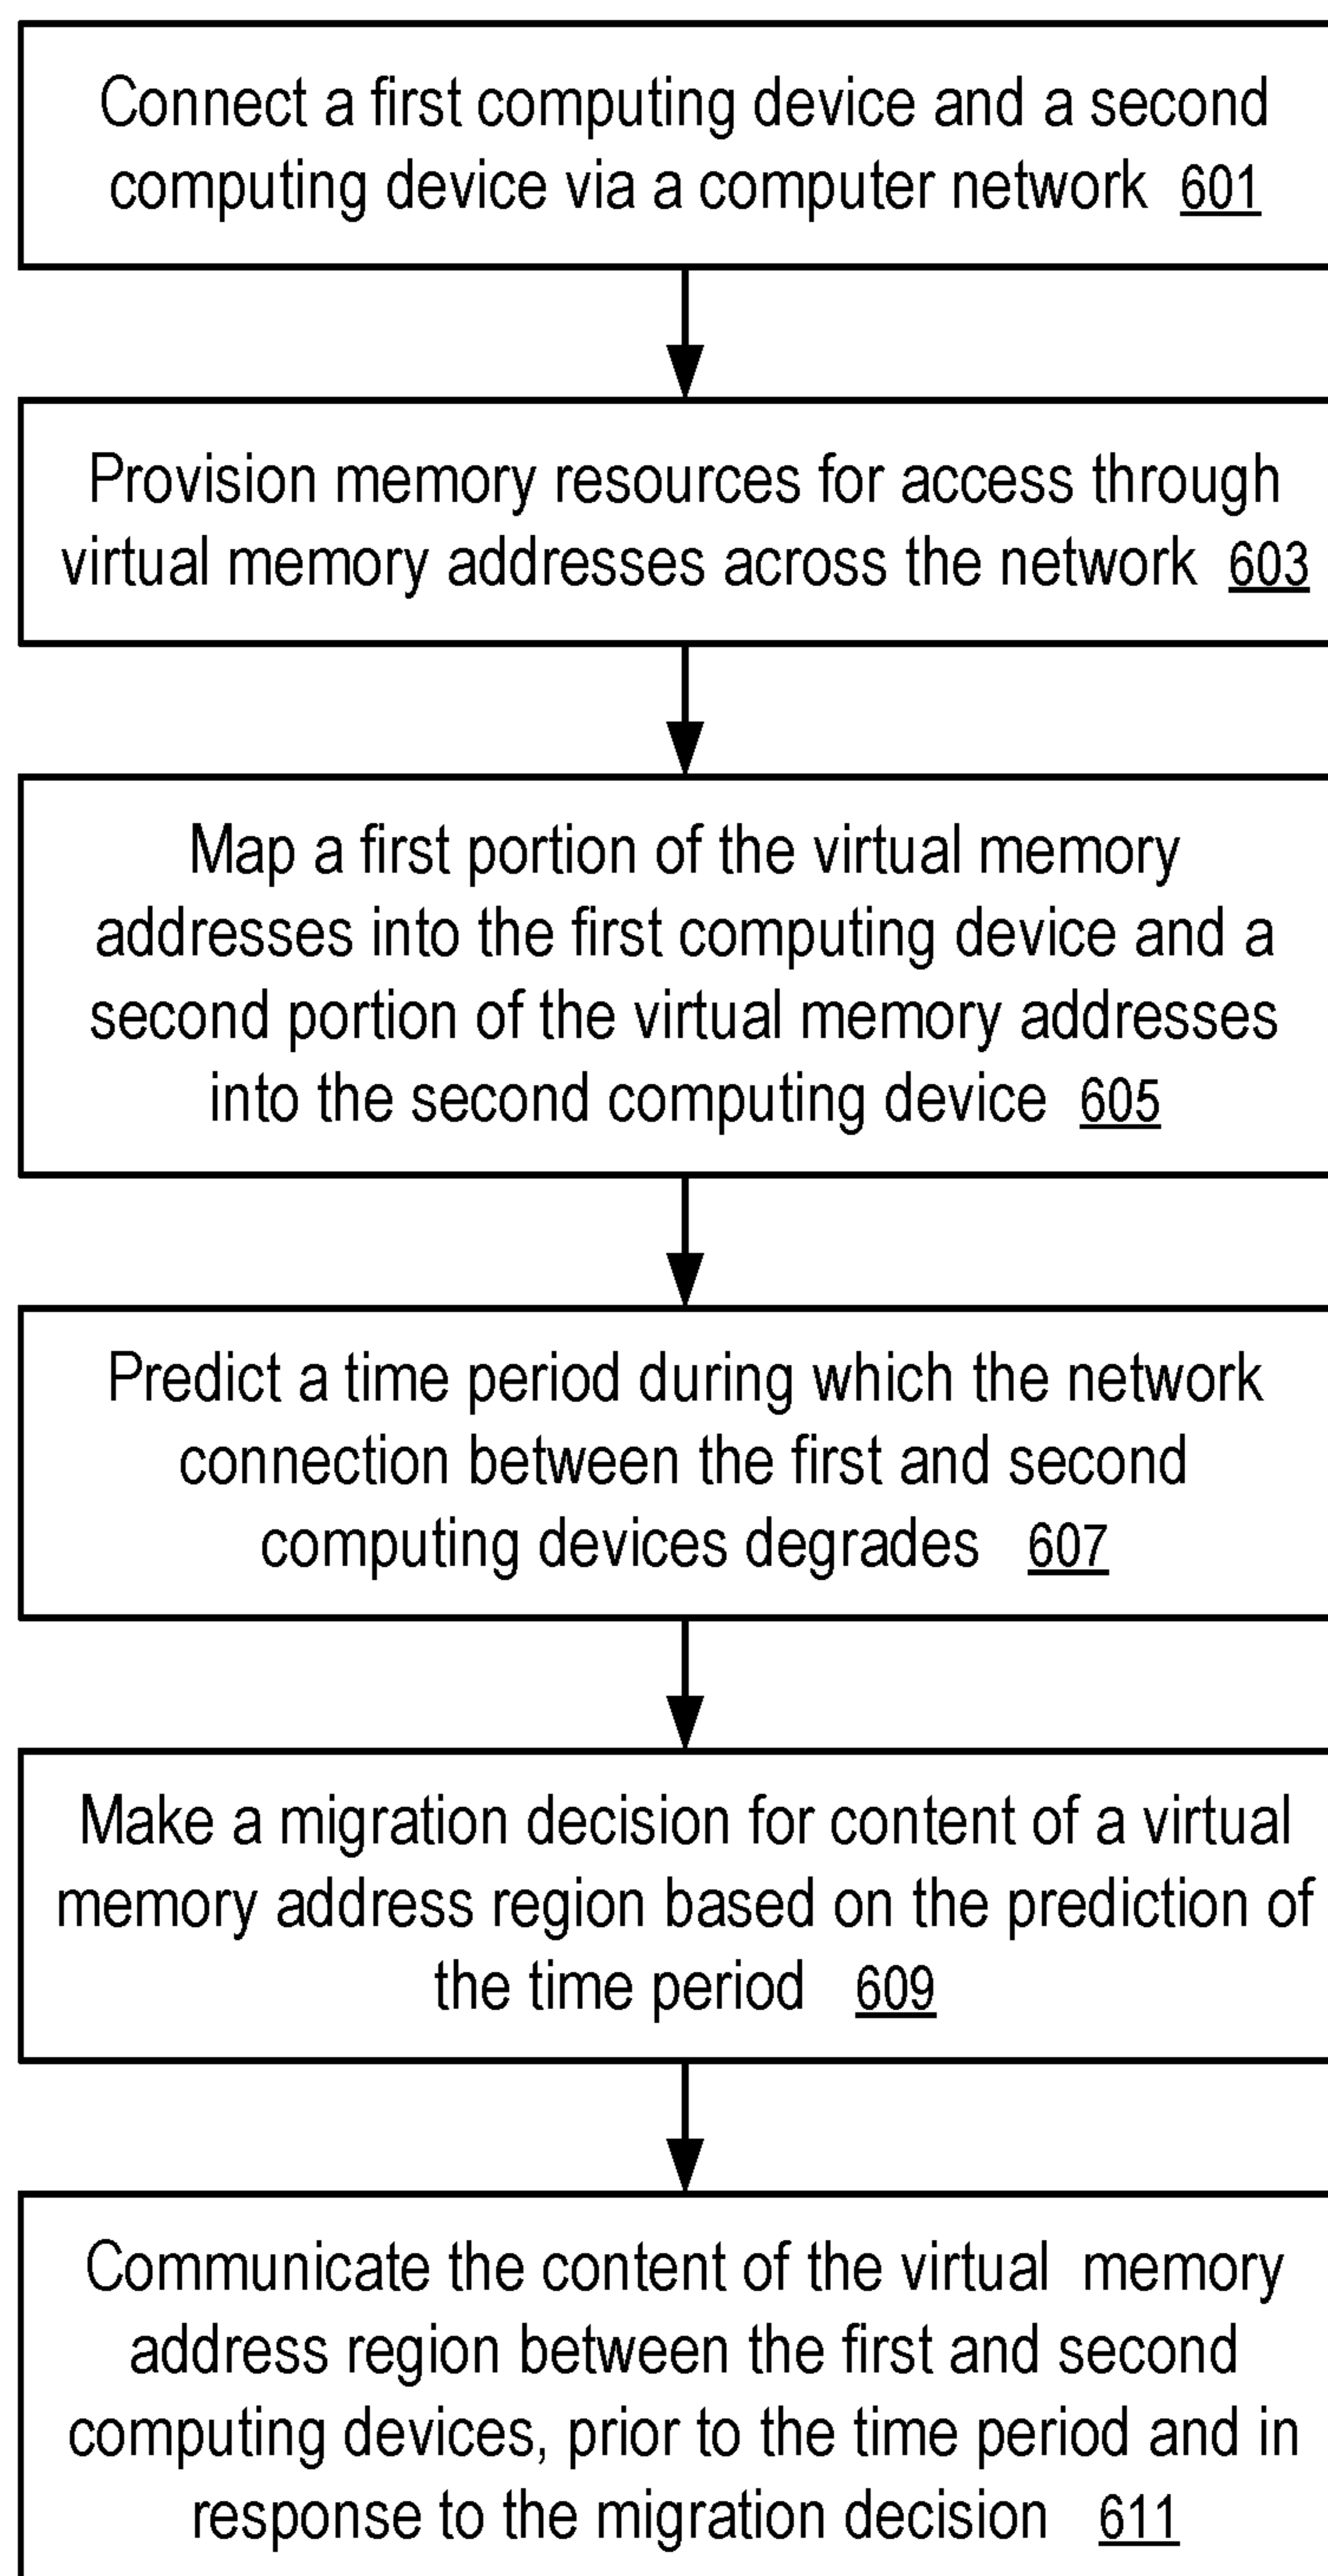 Connect a first computing device and a second
computing device via a computer network 601
Provision memory resources for access through
virtual memory addresses across the network 603
Map a first portion of the virtual memory
addresses into the first computing device and a
second portion of the virtual memory addresses
into the second computing device 605
Predict a time period during which the network
connection between the first and second
computing devices degrades 607
Make a migration decision for content of a virtual
memory address region based on the prediction of
the time period 609
Communicate the content of the virtual memory
address region between the first and second
computing devices, prior to the time period and in
response to the migration decision 611